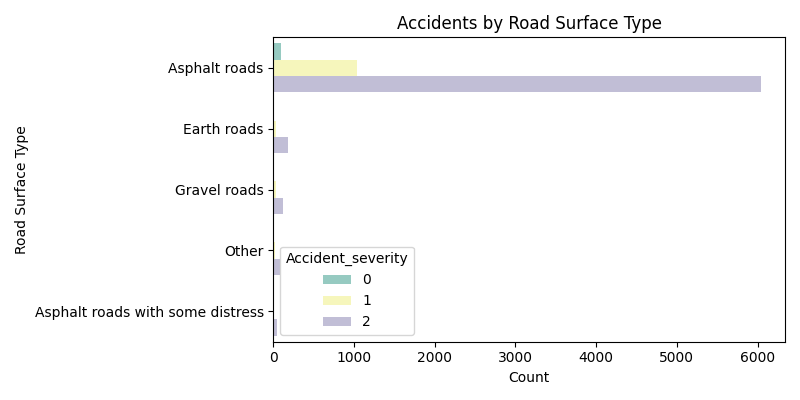 Accidents by Road Surface Type
Road Surface Type
Asphalt roads
Earth roads
Gravel roads
Other
Asphalt roads with some distress
Accident_severity
0
1
2
0 1000 2000 3000 4000 5000 6000
Count